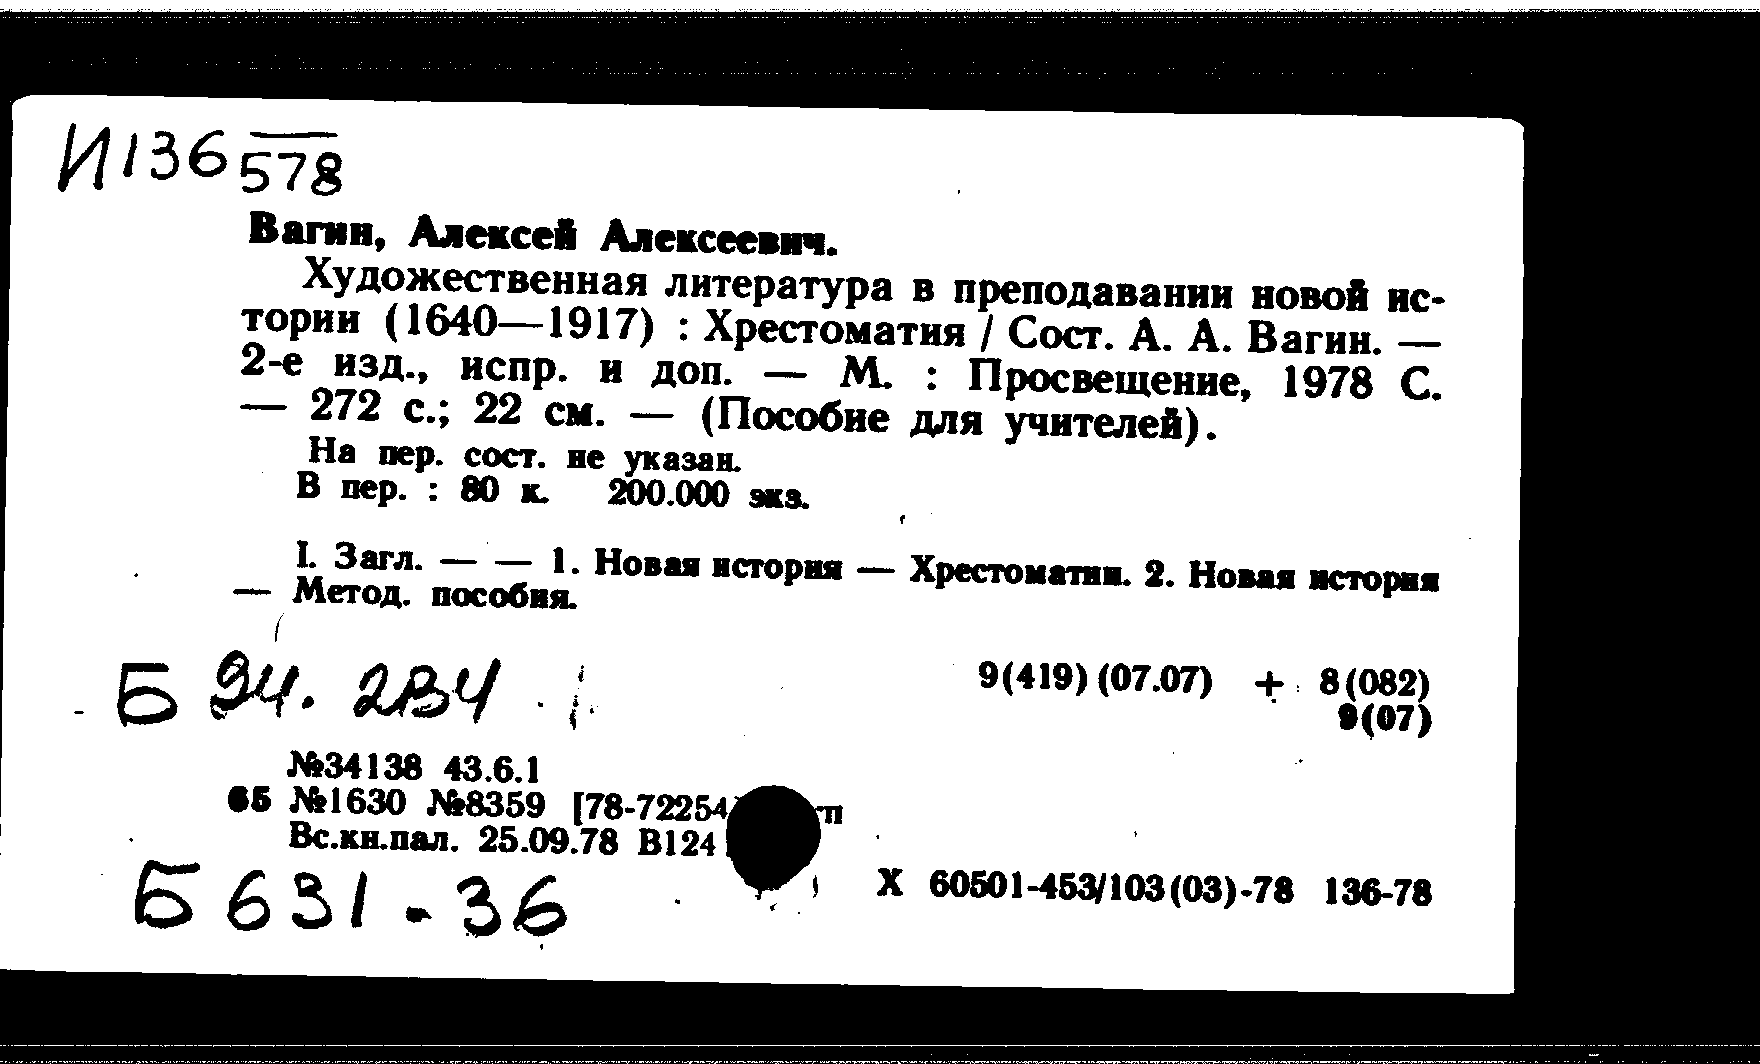 И136 578
Вагин, Алексей Алексеевич.
Художественная литература в преподавании новой ис-
тории (1640—1917) : Хрестоматия / Сост. А. А. Вагин. —
2-е изд., испр. и доп. — М. : Просвещение, 1978 С.
— 272 с.; 22 см. — (Пособие для учителей).
На пер. сост. не указан.
В пер. : 80 к. 200.000 экз.
I. Загл. — — 1. Новая история — Хрестоматии. 2. Новая история
— Метод. пособия.
9(419) (07.07) + 8(082)
9(07)
Б 94. 234
№34138 43.6.1
65 №1630 №8359 [78-72254
Вс.кн.пал. 25.09.78 В124
Б 631-36
Х 60501-453/103(03)-78 136-78